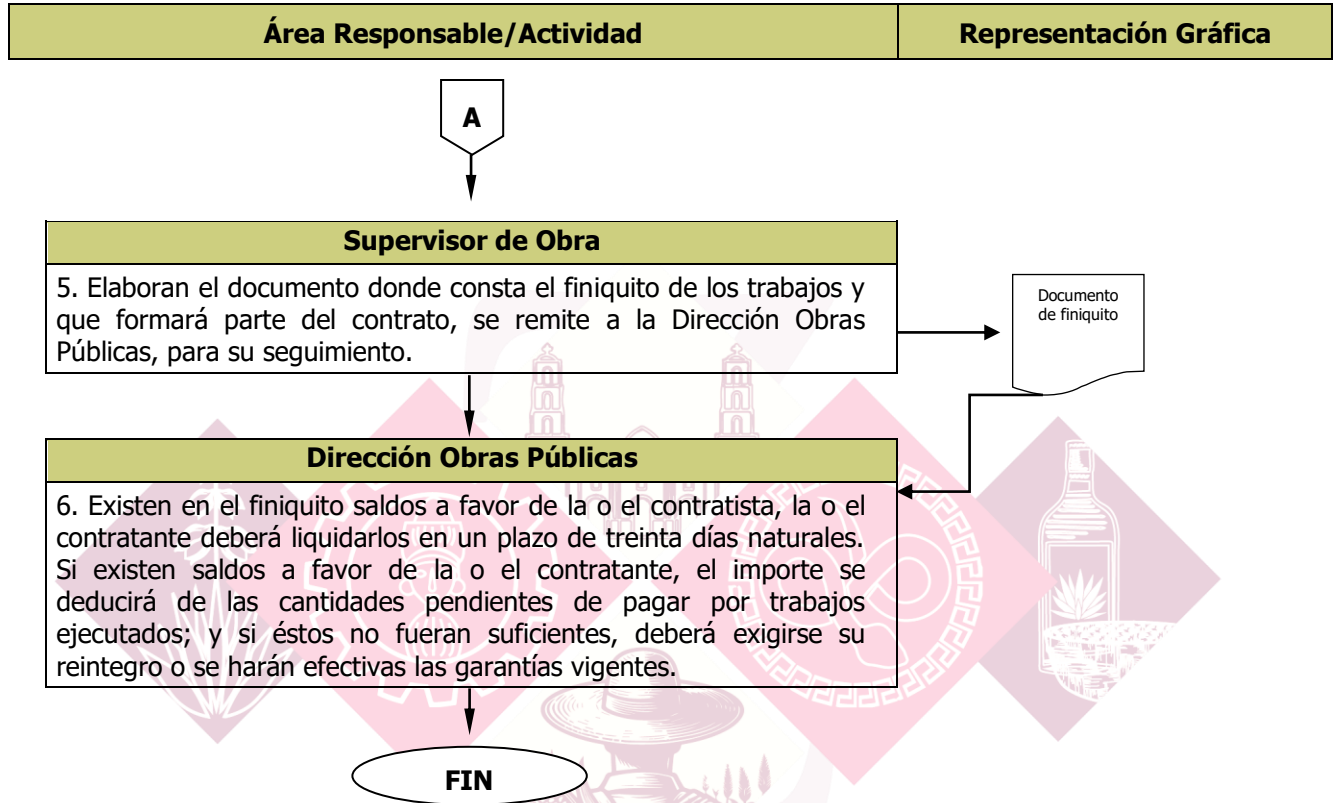 Área Responsable/Actividad
Representación Gráfica
A
Supervisor de Obra
5. Elaboran el documento donde consta el finiquito de los trabajos y
que formará parte del contrato, se remite a la Dirección Obras
Públicas, para su seguimiento.
Documento
de finiquito
Dirección Obras Públicas
6. Existen en el finiquito saldos a favor de la o el contratista, la o el
contratante deberá liquidarlos en un plazo de treinta días naturales.
Si existen saldos a favor de la o el contratante, el importe se
deducirá de las cantidades pendientes de pagar por trabajos
ejecutados; y si éstos no fueran suficientes, deberá exigirse su
reintegro o se harán efectivas las garantías vigentes.
FIN